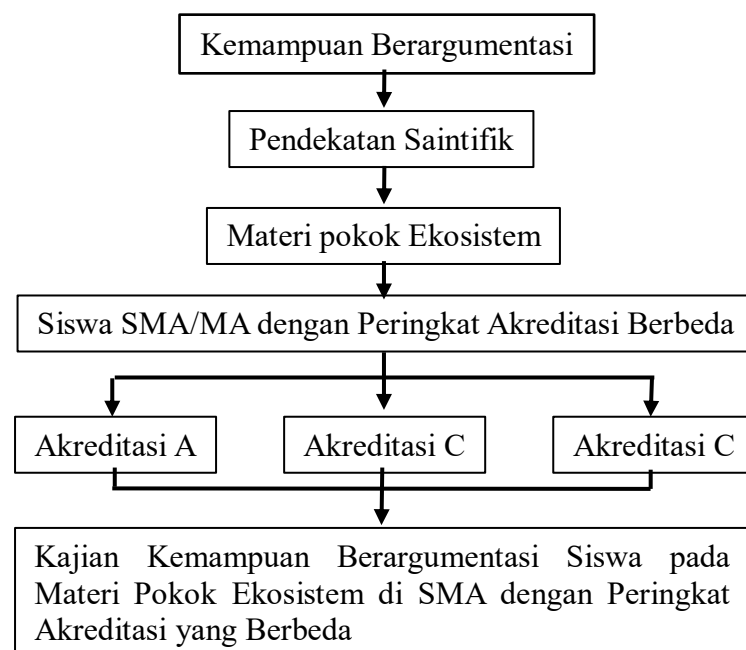 Kemampuan Berargumentasi
Pendekatan Saintifik
Materi pokok Ekosistem
Siswa SMA/MA dengan Peringkat Akreditasi Berbeda
Akreditasi A
Akreditasi C
Akreditasi C
Kajian Kemampuan Berargumentasi Siswa pada
Materi Pokok Ekosistem di SMA dengan Peringkat
Akreditasi yang Berbeda